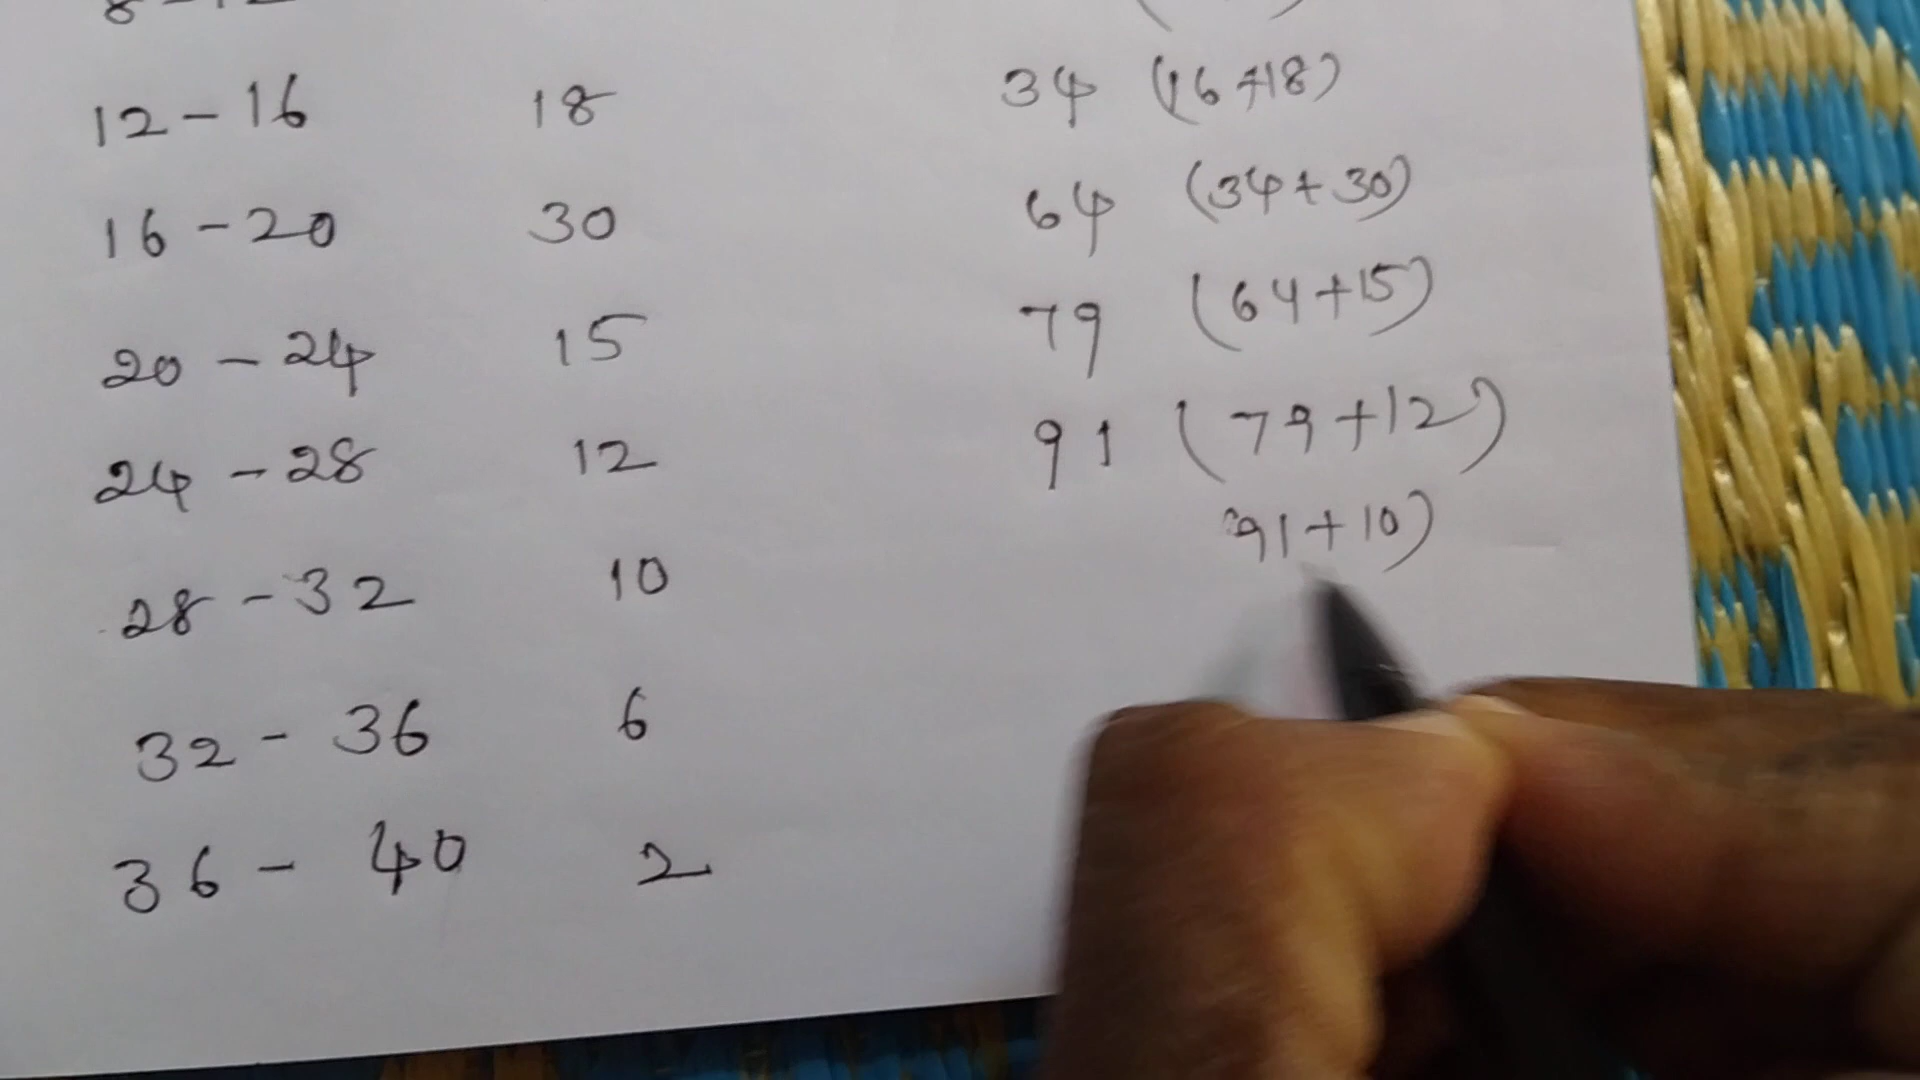 12 - 16 18 34 (16+18)
16 - 20 30 64 (34+30)
20 - 24 15 79 (64+15)
24 - 28 12 91 (79+12)
28 - 32 10 91+10)
32 - 36 6
36 - 40 2